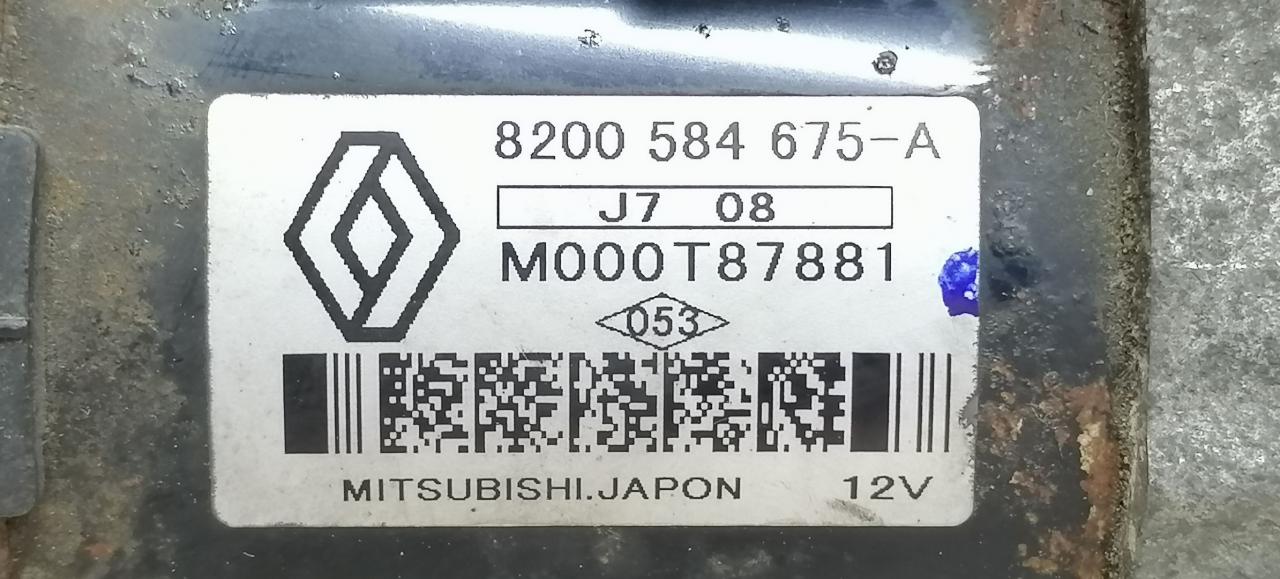 8200 584 675-A
J7 08
M000T87881
053
MITSUBISHI.JAPON 12V